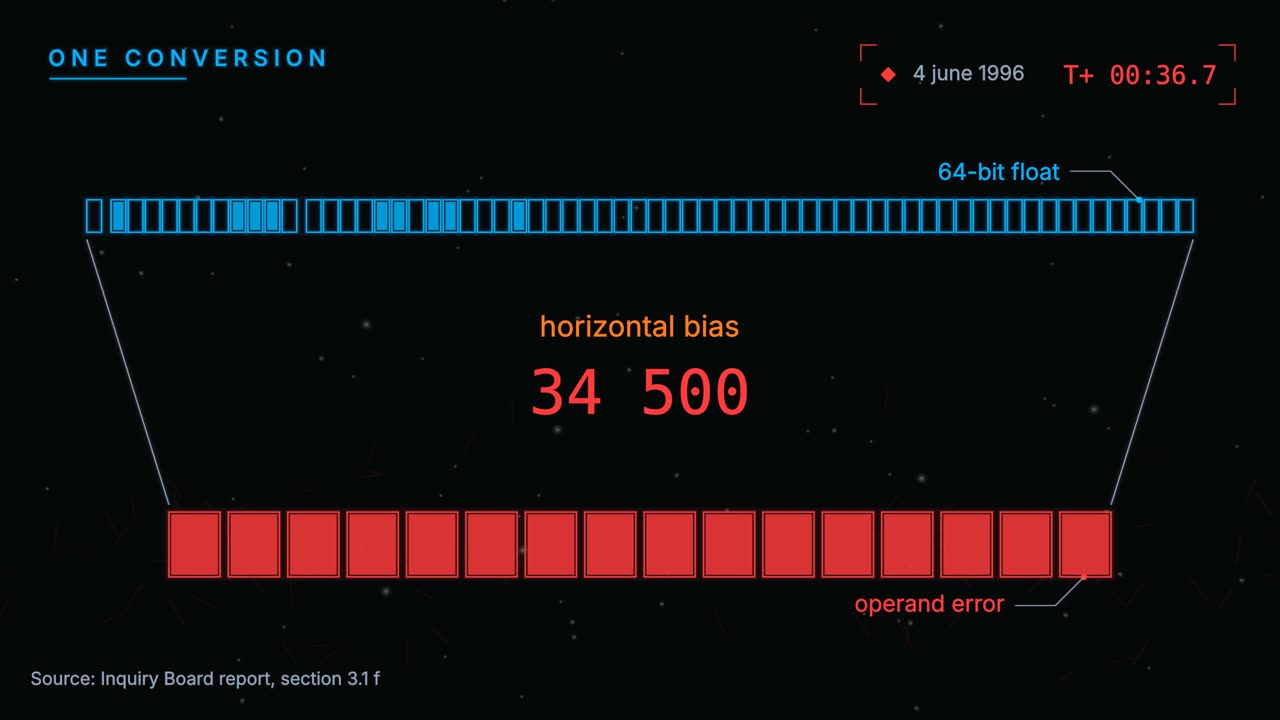 ONE CONVERSION
4 june 1996 T+ 00:36.7
64-bit float
horizontal bias
34 500
operand error
Source: Inquiry Board report, section 3.1 f